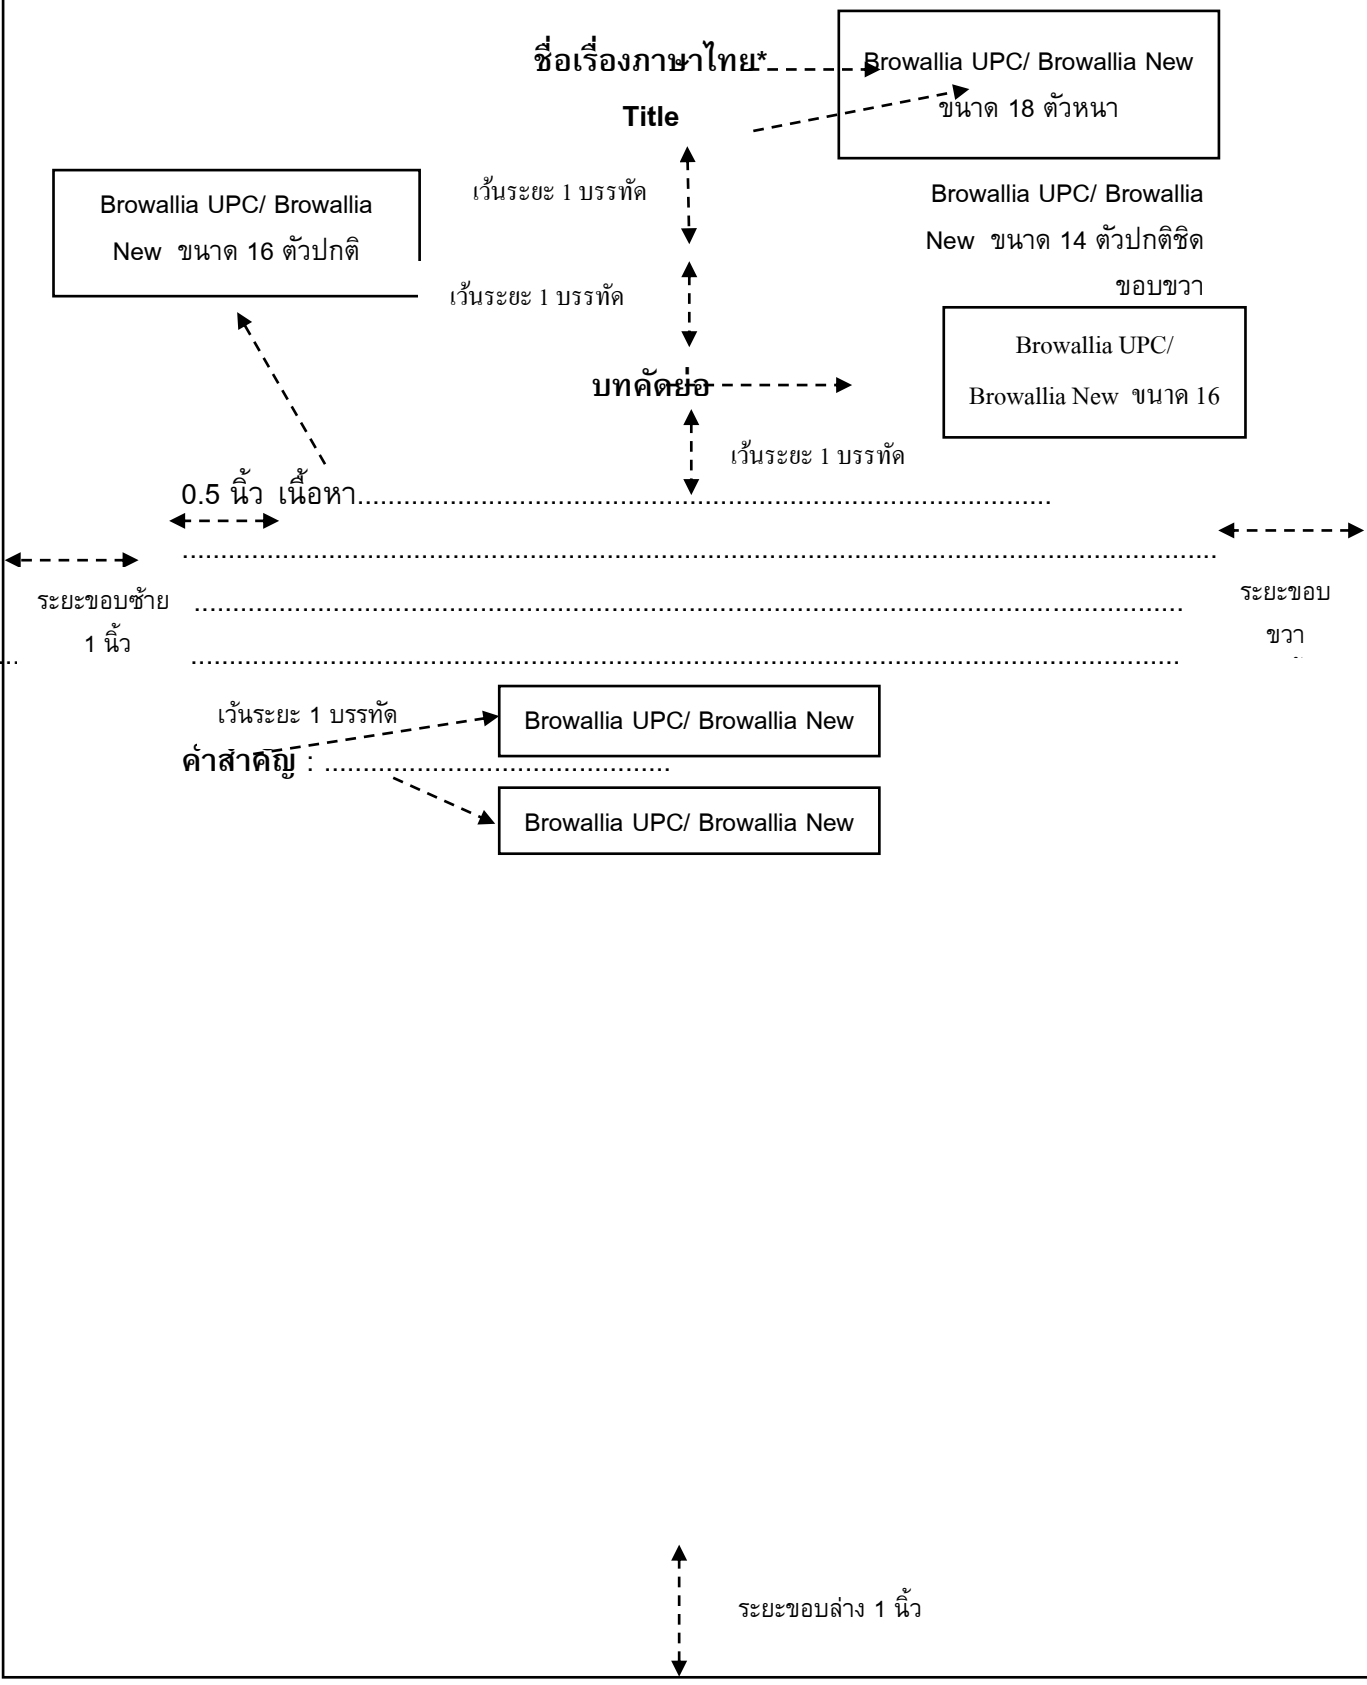 ชื่อเรื่องภาษาไทย*
Title
Browallia UPC/ Browallia New
ขนาด 18 ตัวหนา
เว้นระยะ 1 บรรทัด
Browallia UPC/ Browallia
New ขนาด 16 ตัวปกติ
Browallia UPC/ Browallia
New ขนาด 14 ตัวปกติชิด
ขอบขวา
เว้นระยะ 1 บรรทัด
Browallia UPC/
Browallia New ขนาด 16
บทคัดย่อ
เว้นระยะ 1 บรรทัด
0.5 นิ้ว เนื้อหา..........................................................................................
......................................................................................................................................
ระยะขอบซ้าย
1 นิ้ว
................................................................................................................................
ระยะขอบ
ขวา
................................................................................................................................
เว้นระยะ 1 บรรทัด
Browallia UPC/ Browallia New
คำสำคัญ : .............................................
Browallia UPC/ Browallia New
ระยะขอบล่าง 1 นิ้ว